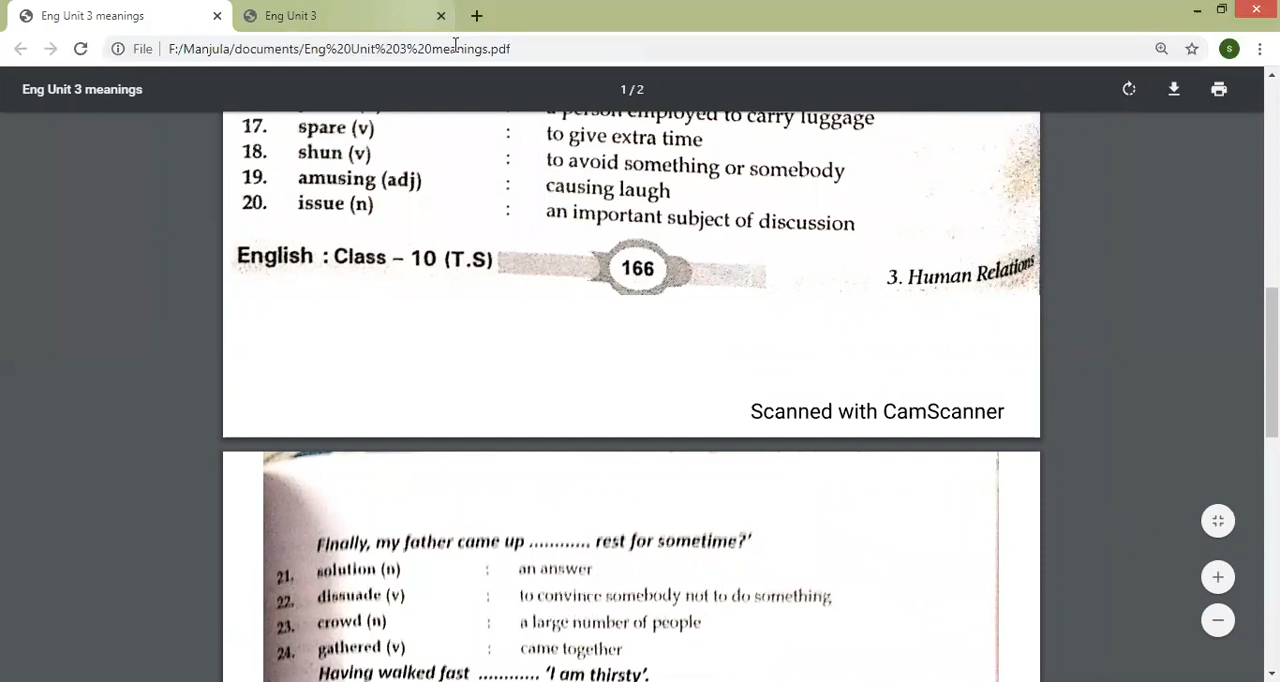 Eng Unit 3 meanings
Eng Unit 3
File
F:/Manjula/documents/Eng%20Unit%203%20meanings.pdf
S
Eng Unit 3 meanings
1 / 2
a person employed to carry luggage
17. spare (v) : to give extra time
18. shun (v) : to avoid something or somebody
19. amusing (adj) : causing laugh
20. issue (n) : an important subject of discussion
English : Class – 10 (T.S)
166
3. Human Relations
Scanned with CamScanner
Finally, my father came up ............ rest for sometime?'
21. solution (n) : an answer
22. dissuade (v) : to convince somebody not to do something
23. crowd (n) : a large number of people
24. gathered (v) : came together
Having walked fast ............ 'I am thirsty'.